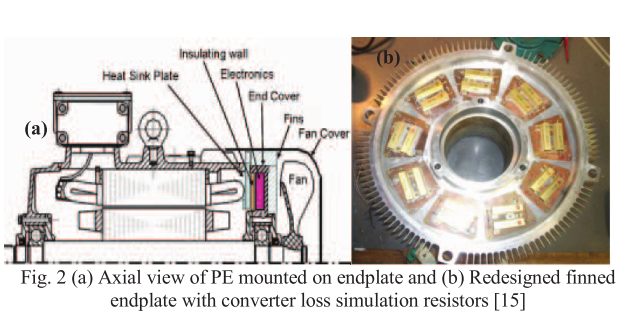 Insulating wall
Heat Sink Plate
Electronics
End Cover
Fins
Fan Cover
Fan
(a)
(b)
Fig. 2 (a) Axial view of PE mounted on endplate and (b) Redesigned finned
endplate with converter loss simulation resistors [15]